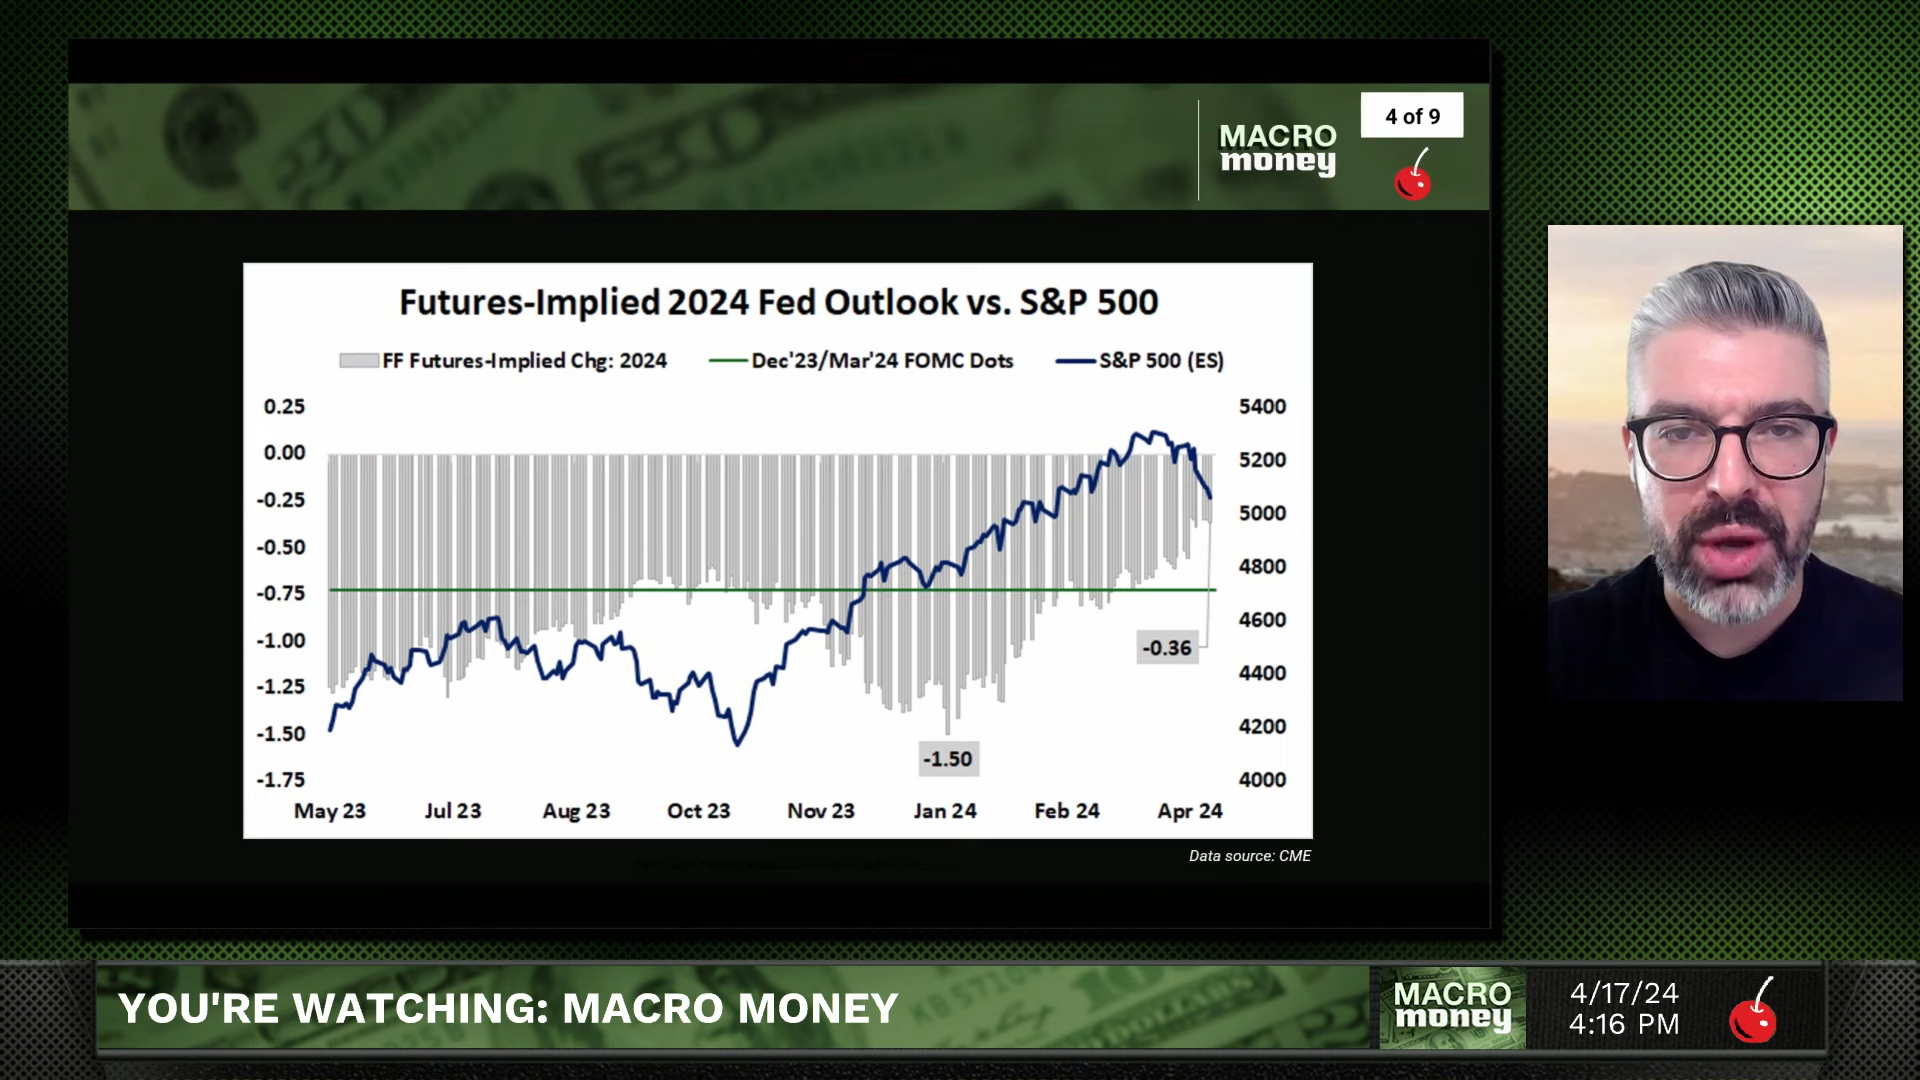 MACRO
money
4 of 9
Futures-Implied 2024 Fed Outlook vs. S&P 500
FF Futures-Implied Chg: 2024 Dec'23/Mar'24 FOMC Dots S&P 500 (ES)
0.25 5400
0.00 5200
-0.25 5000
-0.50 4800
-0.75 4600
-1.00 4400
-1.25 4200
-1.50 4000
-1.75
-0.36
-1.50
May 23 Jul 23 Aug 23 Oct 23 Nov 23 Jan 24 Feb 24 Apr 24
Data source: CME
YOU'RE WATCHING: MACRO MONEY
MACRO
money
4/17/24
4:16 PM